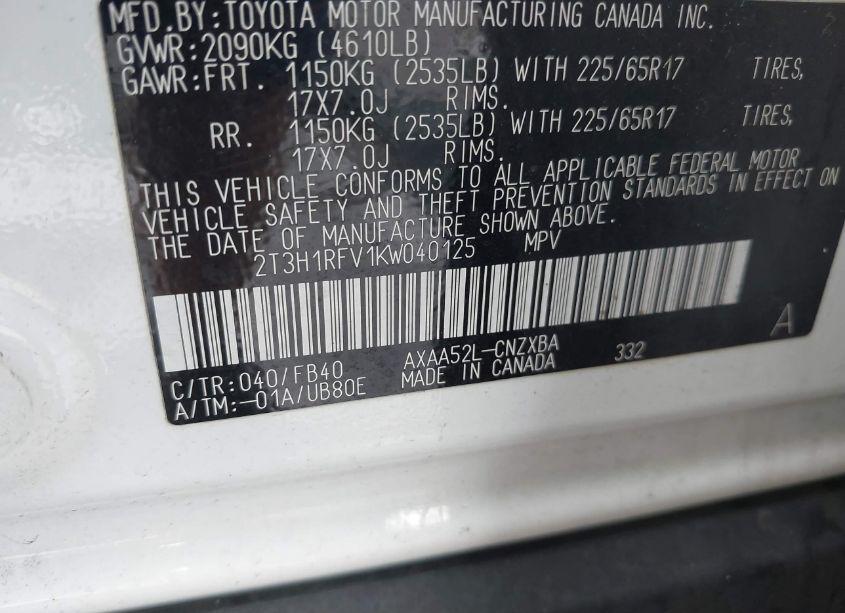 MFD.BY:TOYOTA MOTOR MANUFACTURING CANADA INC.
GVWR:2090KG (4610LB)
GAWR:FRT. 1150KG (2535LB) WITH 225/65R17 TIRES,
17X7.0J RIMS.
RR. 1150KG (2535LB) WITH 225/65R17 TIRES,
17X7.0J RIMS.
THIS VEHICLE CONFORMS TO ALL APPLICABLE FEDERAL MOTOR
VEHICLE SAFETY AND THEFT PREVENTION STANDARDS IN EFFECT ON
THE DATE OF MANUFACTURE SHOWN ABOVE.
2T3H1RFV1KW040125 MPV
A
C/TR:040/FB40 AXAA52L-CNZXBA 332
A/TM:-01A/UB80E MADE IN CANADA